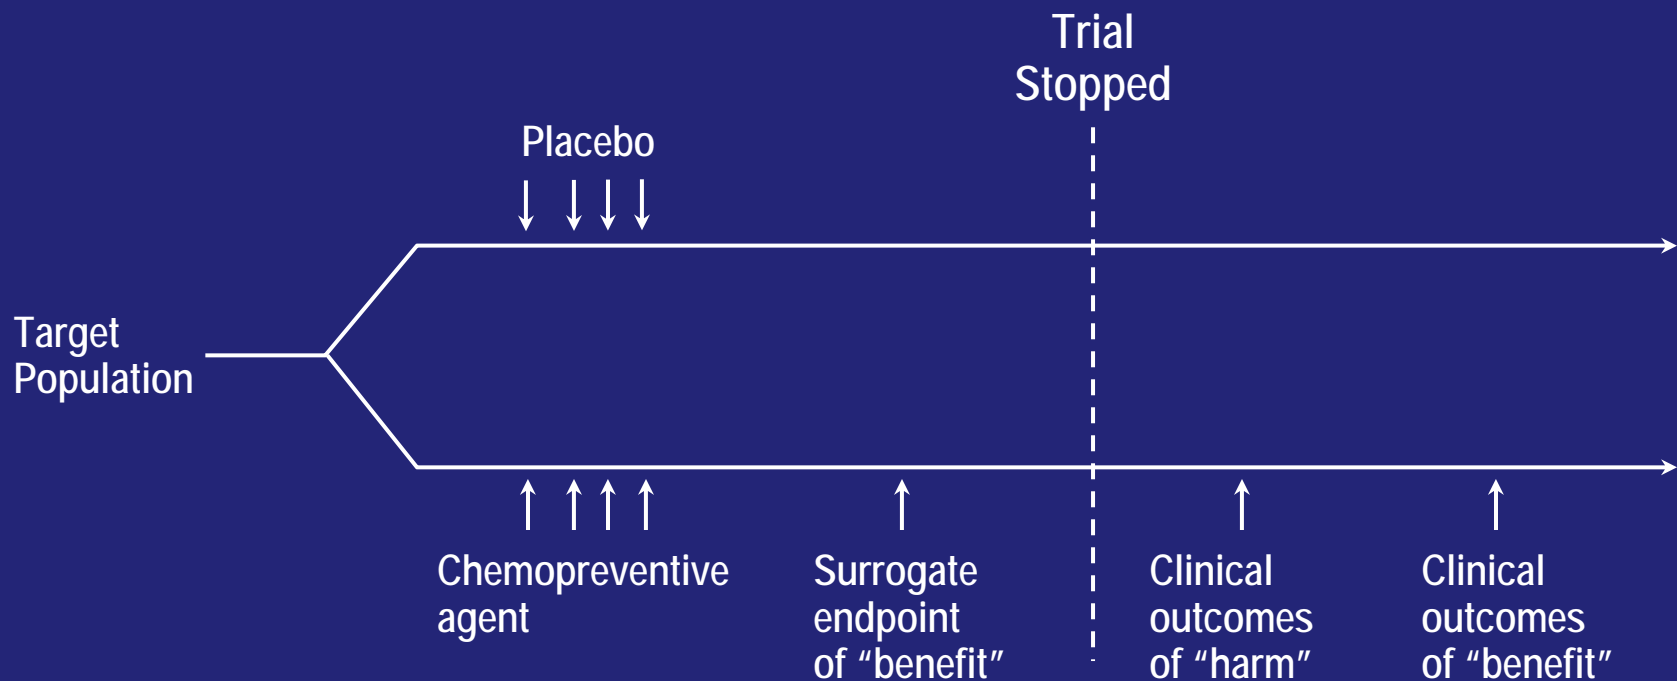 Trial
Stopped
Placebo
Target
Population
Chemopreventive
agent
Surrogate
endpoint
of “benefit”
Clinical
outcomes
of “harm”
Clinical
outcomes
of “benefit”